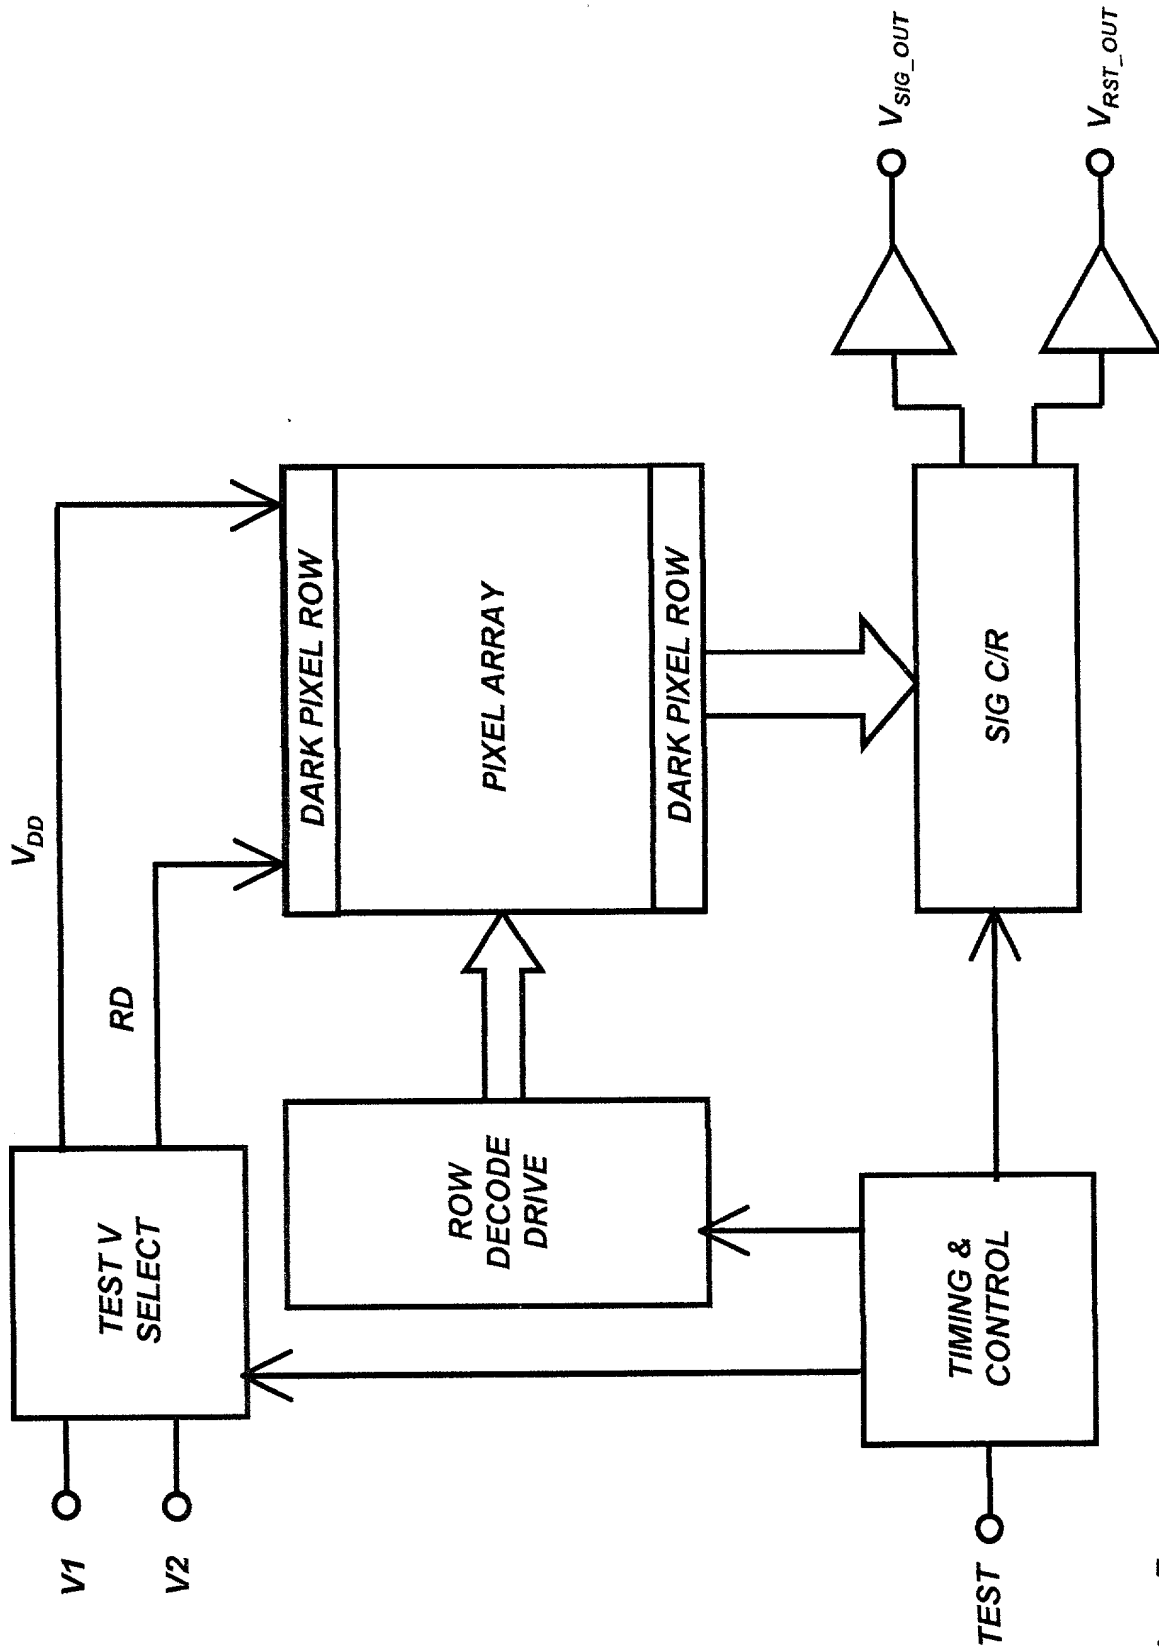 V1
V2
TEST V
SELECT
V_DD
RD
ROW
DECODE
DRIVE
DARK PIXEL ROW
PIXEL ARRAY
DARK PIXEL ROW
TEST
TIMING &
CONTROL
SIG C/R
V_SIG_OUT
V_RST_OUT